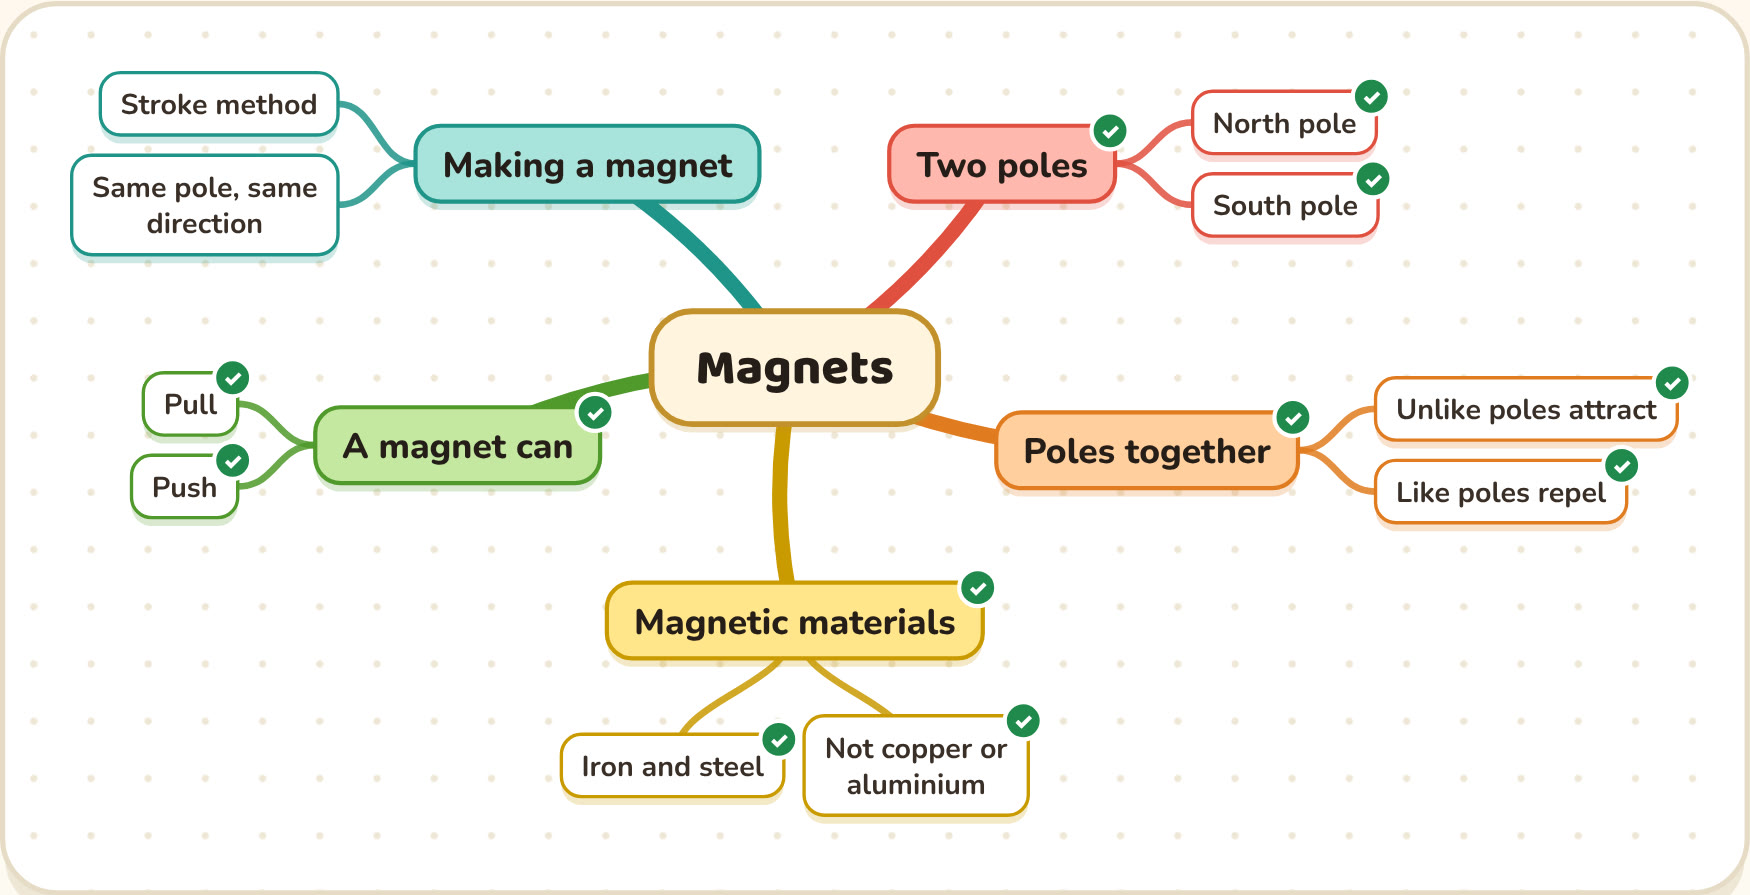 Stroke method
Same pole, same
direction
Making a magnet
Two poles
North pole
South pole
Magnets
Pull
Push
A magnet can
Poles together
Unlike poles attract
Like poles repel
Magnetic materials
Iron and steel
Not copper or
aluminium